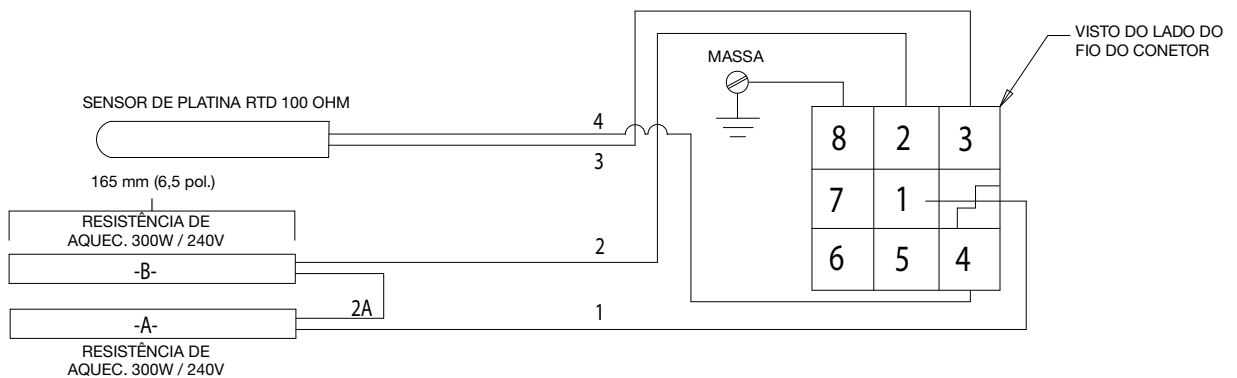 VISTO DO LADO DO
FIO DO CONETOR
MASSA
SENSOR DE PLATINA RTD 100 OHM
4
3
8 2 3
7 1
6 5 4
165 mm (6,5 pol.)
RESISTÊNCIA DE
AQUEC. 300W / 240V
-B-
2
2A
1
-A-
RESISTÊNCIA DE
AQUEC. 300W / 240V